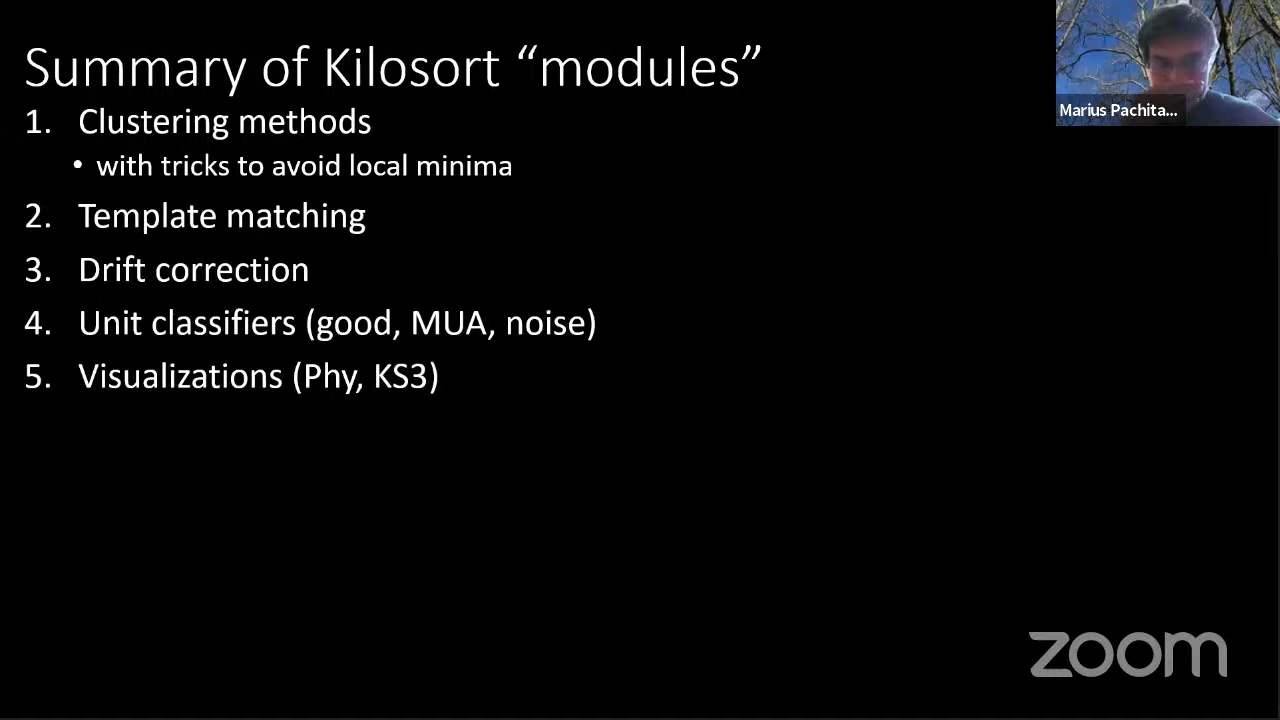 Summary of Kilosort “modules”
1. Clustering methods
• with tricks to avoid local minima
2. Template matching
3. Drift correction
4. Unit classifiers (good, MUA, noise)
5. Visualizations (Phy, KS3)
Marius Pachita...
zoom